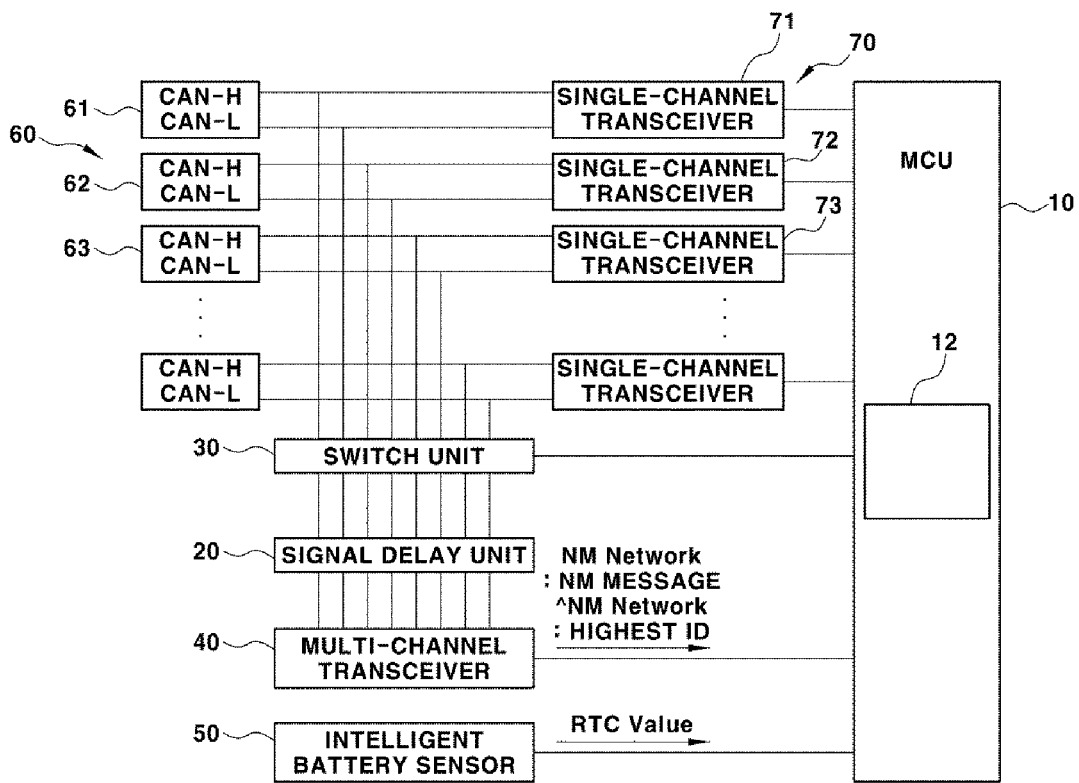 71
70
61
CAN-H
CAN-L
SINGLE-CHANNEL
TRANSCEIVER
MCU
60
62
CAN-H
CAN-L
72
SINGLE-CHANNEL
TRANSCEIVER
10
63
CAN-H
CAN-L
73
SINGLE-CHANNEL
TRANSCEIVER
CAN-H
CAN-L
SINGLE-CHANNEL
TRANSCEIVER
12
30
SWITCH UNIT
20
SIGNAL DELAY UNIT
NM Network
: NM MESSAGE
^NM Network
: HIGHEST ID
40
MULTI-CHANNEL
TRANSCEIVER
50
INTELLIGENT
BATTERY SENSOR
RTC Value